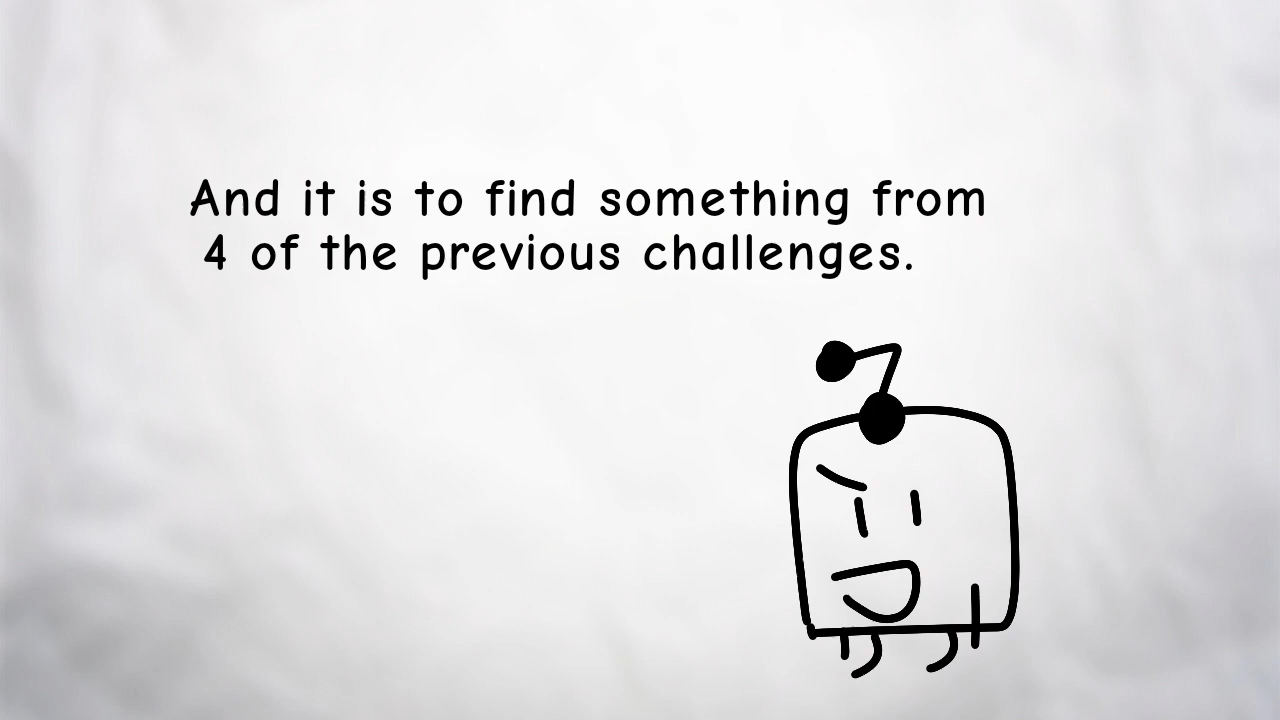 And it is to find something from
4 of the previous challenges.